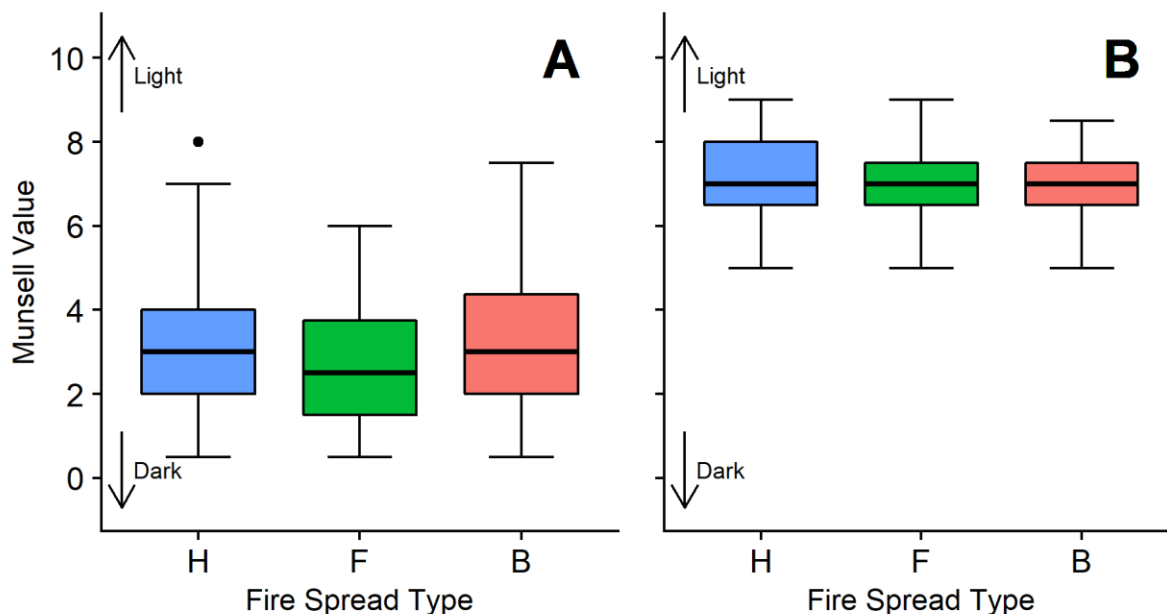 A
B
Light
Light
Munsell Value
10
8
6
4
2
0
Dark
Dark
H F B
H F B
Fire Spread Type
Fire Spread Type